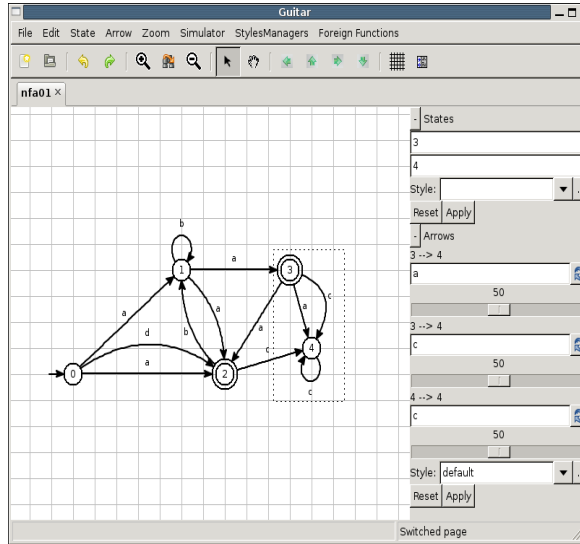 Guitar
File Edit State Arrow Zoom Simulator StylesManagers Foreign Functions
nfa01 ×
- States
3
4
Style:
Reset Apply
- Arrows
3 --> 4
a
50
3 --> 4
c
50
4 --> 4
c
50
Style: default
Reset Apply
b
1
a
3
a
a
c
a
b
a
d
c
4
0
a
2
c
Switched page